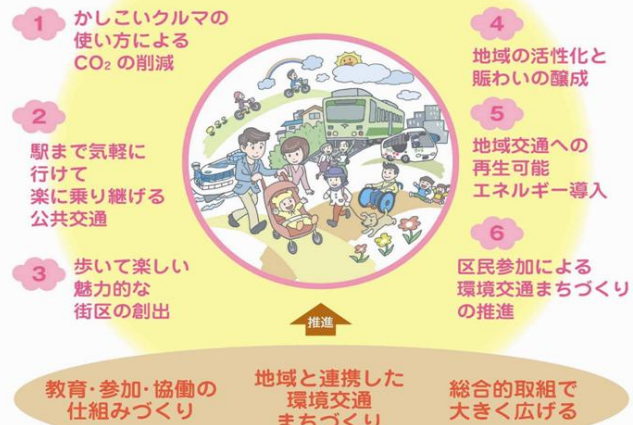 1
かしこいクルマの
使い方による
CO₂ の削減
2
駅まで気軽に
行けて
楽に乗り継げる
公共交通
3
歩いて楽しい
魅力的な
街区の創出
4
地域の活性化と
賑わいの醸成
5
地域交通への
再生可能
エネルギー導入
6
区民参加による
環境交通まちづくり
の推進
推進
教育・参加・協働の
仕組みづくり
地域と連携した
環境交通
まちづくり
総合的取組で
大きく広げる